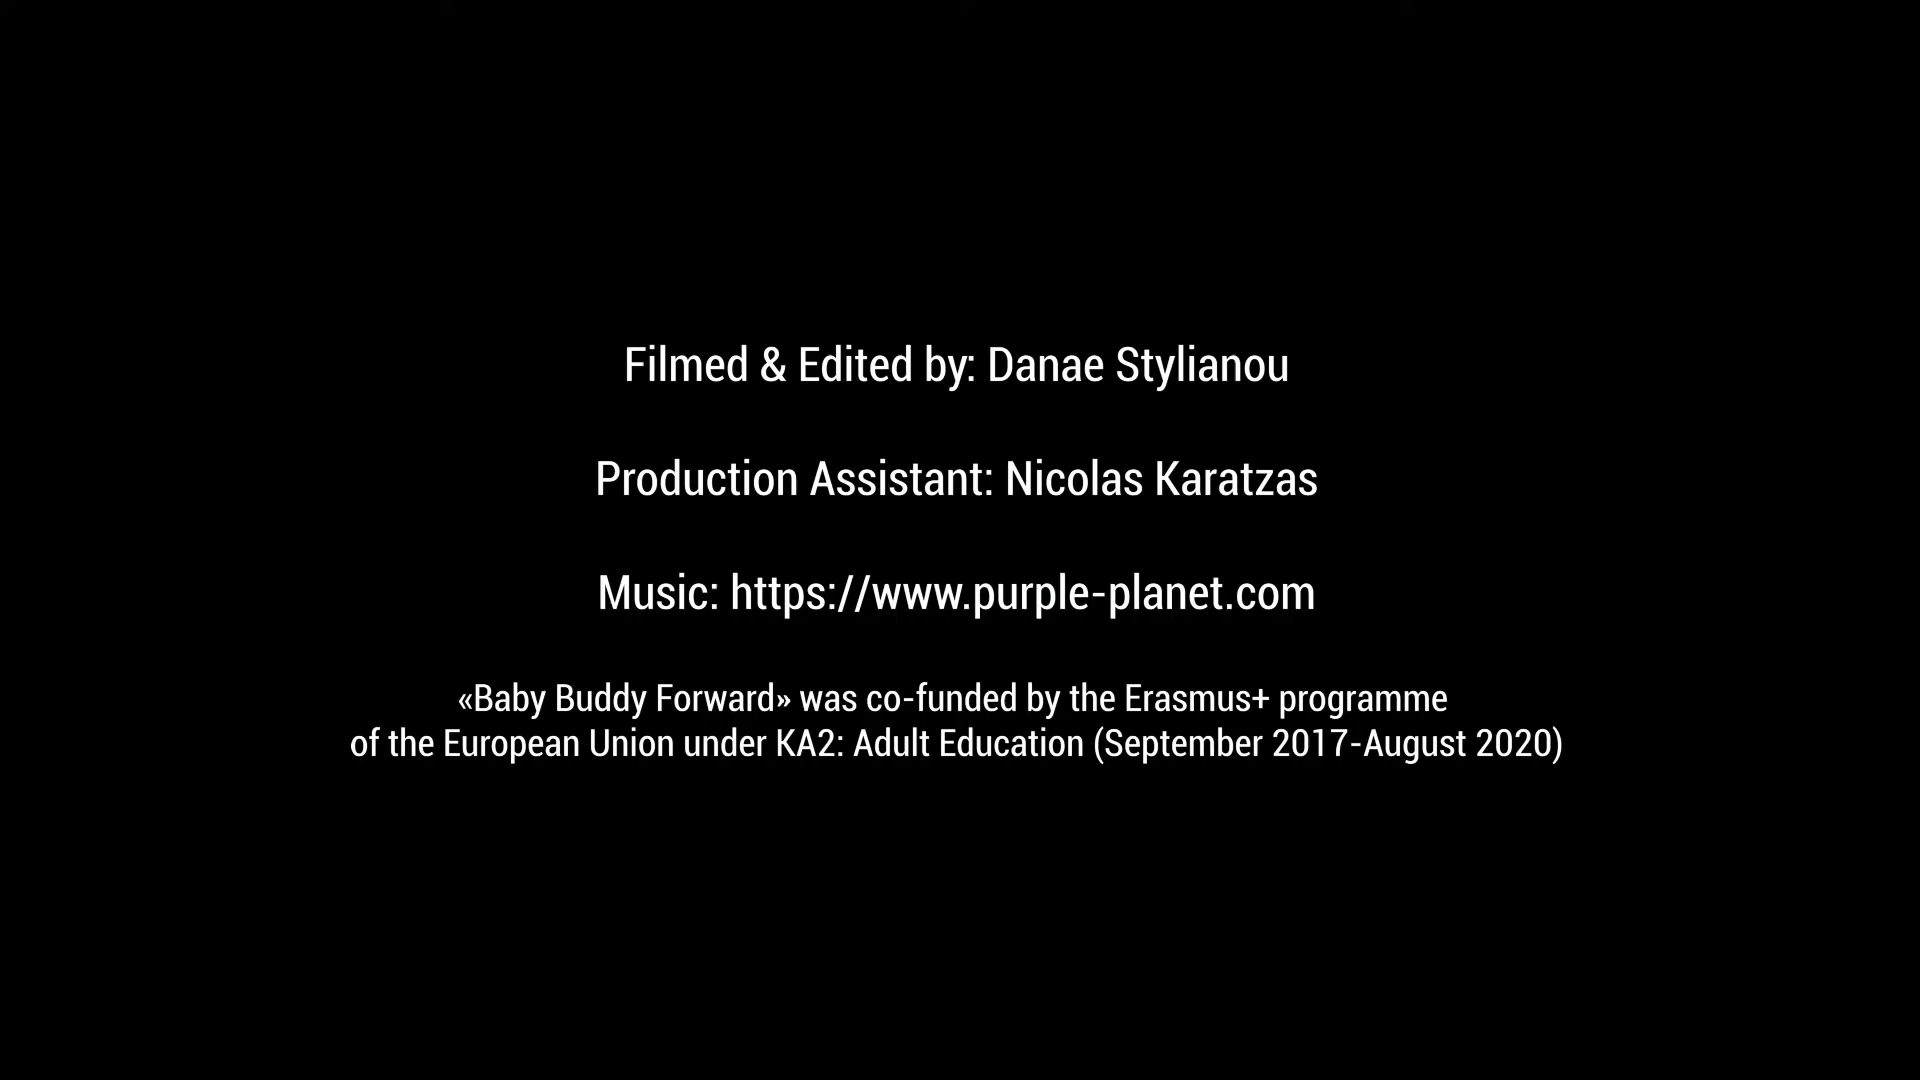 Filmed & Edited by: Danae Stylianou
Production Assistant: Nicolas Karatzas
Music: https://www.purple-planet.com
«Baby Buddy Forward» was co-funded by the Erasmus+ programme
of the European Union under KA2: Adult Education (September 2017-August 2020)